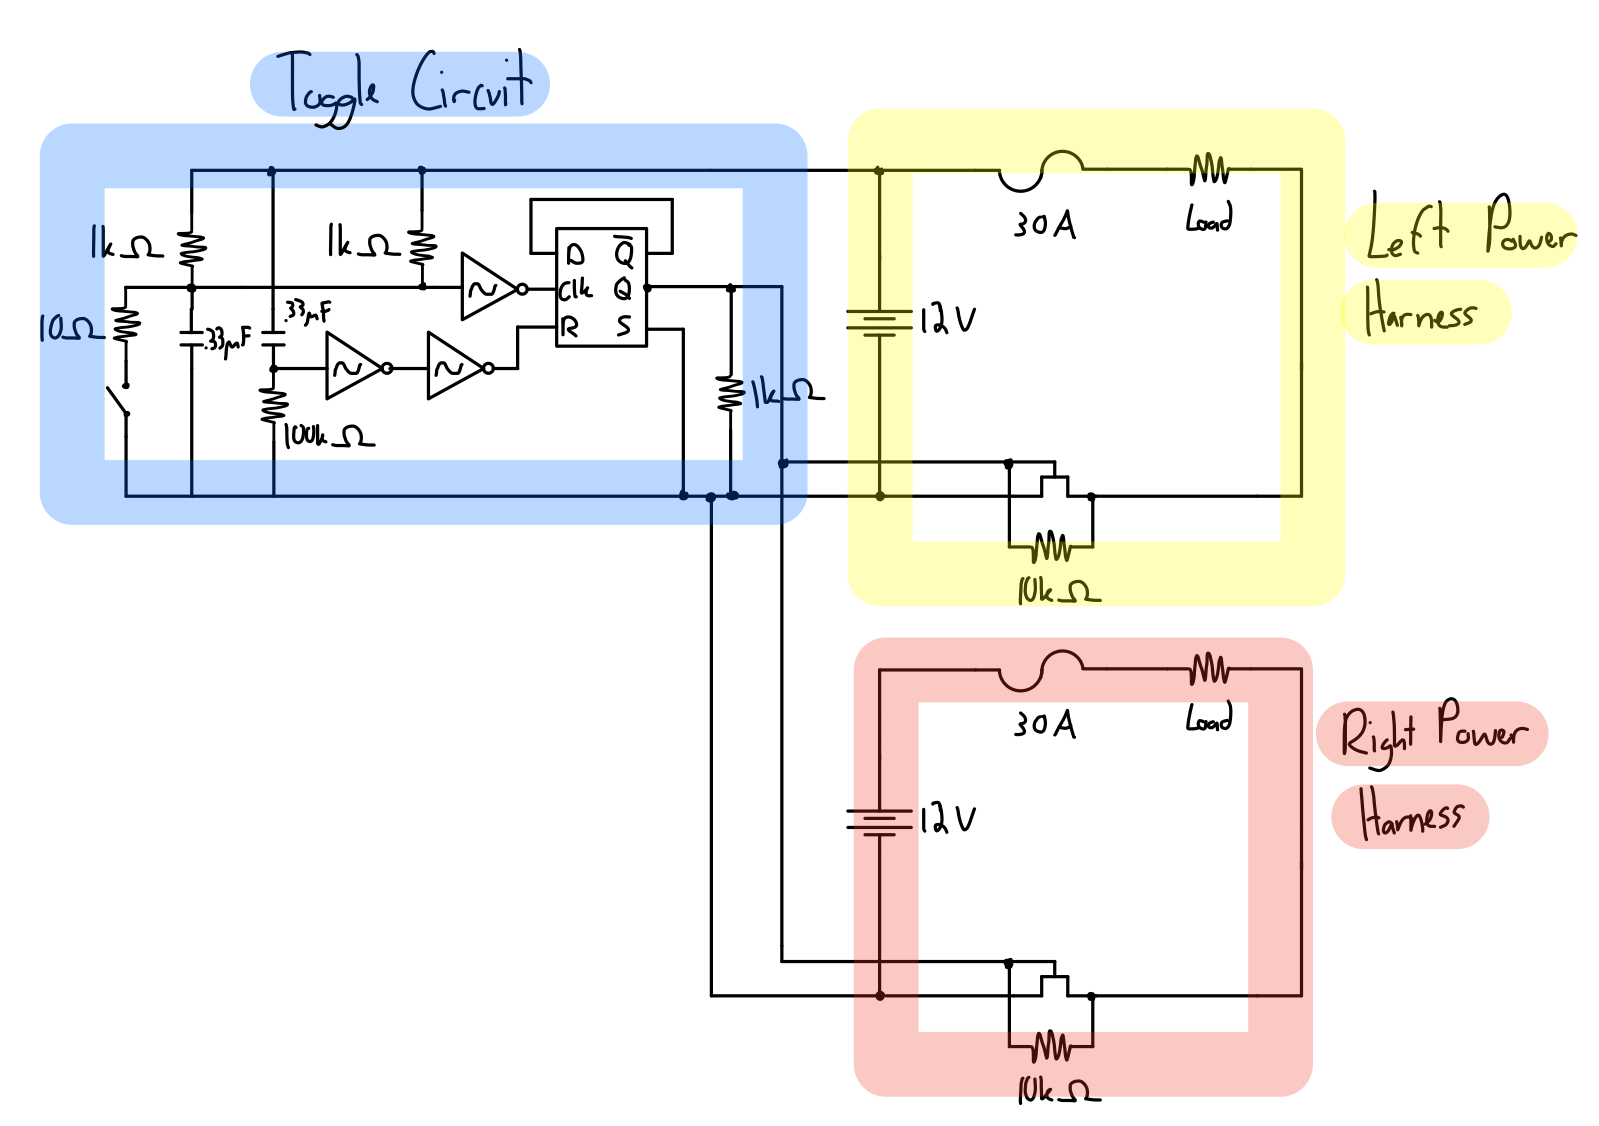 Toggle Circuit
1kΩ
1kΩ
10Ω
.33μF
.33μF
100kΩ
D Q̅
Clk Q
R S
1kΩ
30A
Load
12V
10kΩ
Left Power
Harness
30A
Load
12V
10kΩ
Right Power
Harness